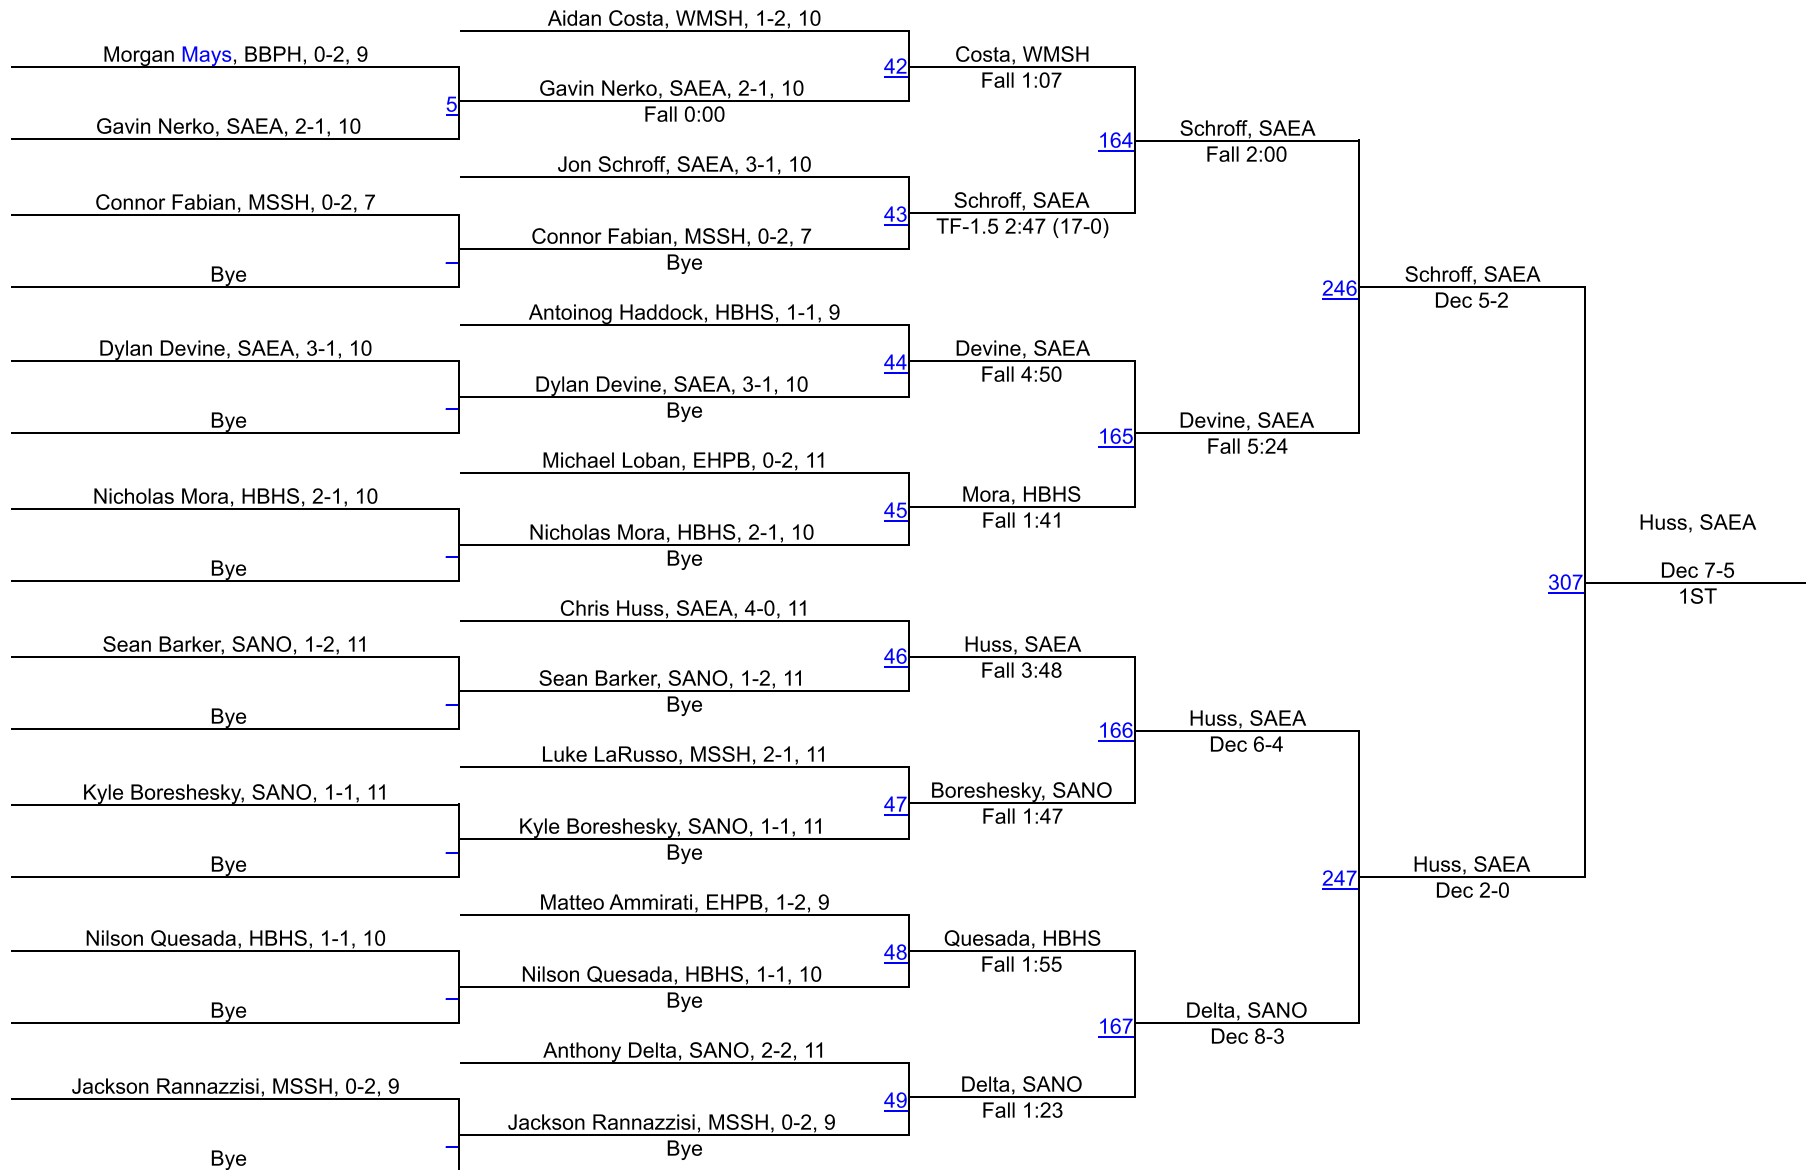 Aidan Costa, WMSH, 1-2, 10
Morgan Mays, BBPH, 0-2, 9
42
Costa, WMSH
Fall 1:07
Gavin Nerko, SAEA, 2-1, 10
Fall 0:00
5
Gavin Nerko, SAEA, 2-1, 10
164
Schroff, SAEA
Fall 2:00
Jon Schroff, SAEA, 3-1, 10
Connor Fabian, MSSH, 0-2, 7
43
Schroff, SAEA
TF-1.5 2:47 (17-0)
Connor Fabian, MSSH, 0-2, 7
Bye
Bye
246
Schroff, SAEA
Dec 5-2
Antoinog Haddock, HBHS, 1-1, 9
Dylan Devine, SAEA, 3-1, 10
44
Devine, SAEA
Fall 4:50
Dylan Devine, SAEA, 3-1, 10
Bye
Bye
165
Devine, SAEA
Fall 5:24
Michael Loban, EHPB, 0-2, 11
Nicholas Mora, HBHS, 2-1, 10
45
Mora, HBHS
Fall 1:41
Nicholas Mora, HBHS, 2-1, 10
Bye
Bye
307
Huss, SAEA
Dec 7-5
1ST
Chris Huss, SAEA, 4-0, 11
Sean Barker, SANO, 1-2, 11
46
Huss, SAEA
Fall 3:48
Sean Barker, SANO, 1-2, 11
Bye
Bye
166
Huss, SAEA
Dec 6-4
Luke LaRusso, MSSH, 2-1, 11
Kyle Boreshesky, SANO, 1-1, 11
47
Boreshesky, SANO
Fall 1:47
Kyle Boreshesky, SANO, 1-1, 11
Bye
Bye
247
Huss, SAEA
Dec 2-0
Matteo Ammirati, EHPB, 1-2, 9
Nilson Quesada, HBHS, 1-1, 10
48
Quesada, HBHS
Fall 1:55
Nilson Quesada, HBHS, 1-1, 10
Bye
Bye
167
Delta, SANO
Dec 8-3
Anthony Delta, SANO, 2-2, 11
Jackson Rannazzisi, MSSH, 0-2, 9
49
Delta, SANO
Fall 1:23
Jackson Rannazzisi, MSSH, 0-2, 9
Bye
Bye